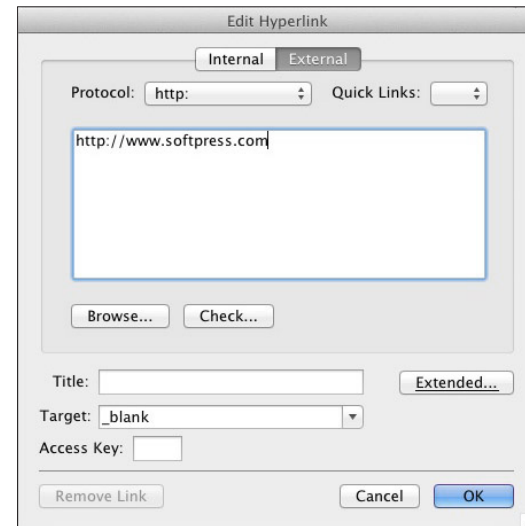 Edit Hyperlink
Internal External
Protocol: http: Quick Links:
http://www.softpress.com
Browse... Check...
Title: Extended...
Target: _blank
Access Key:
Remove Link Cancel OK